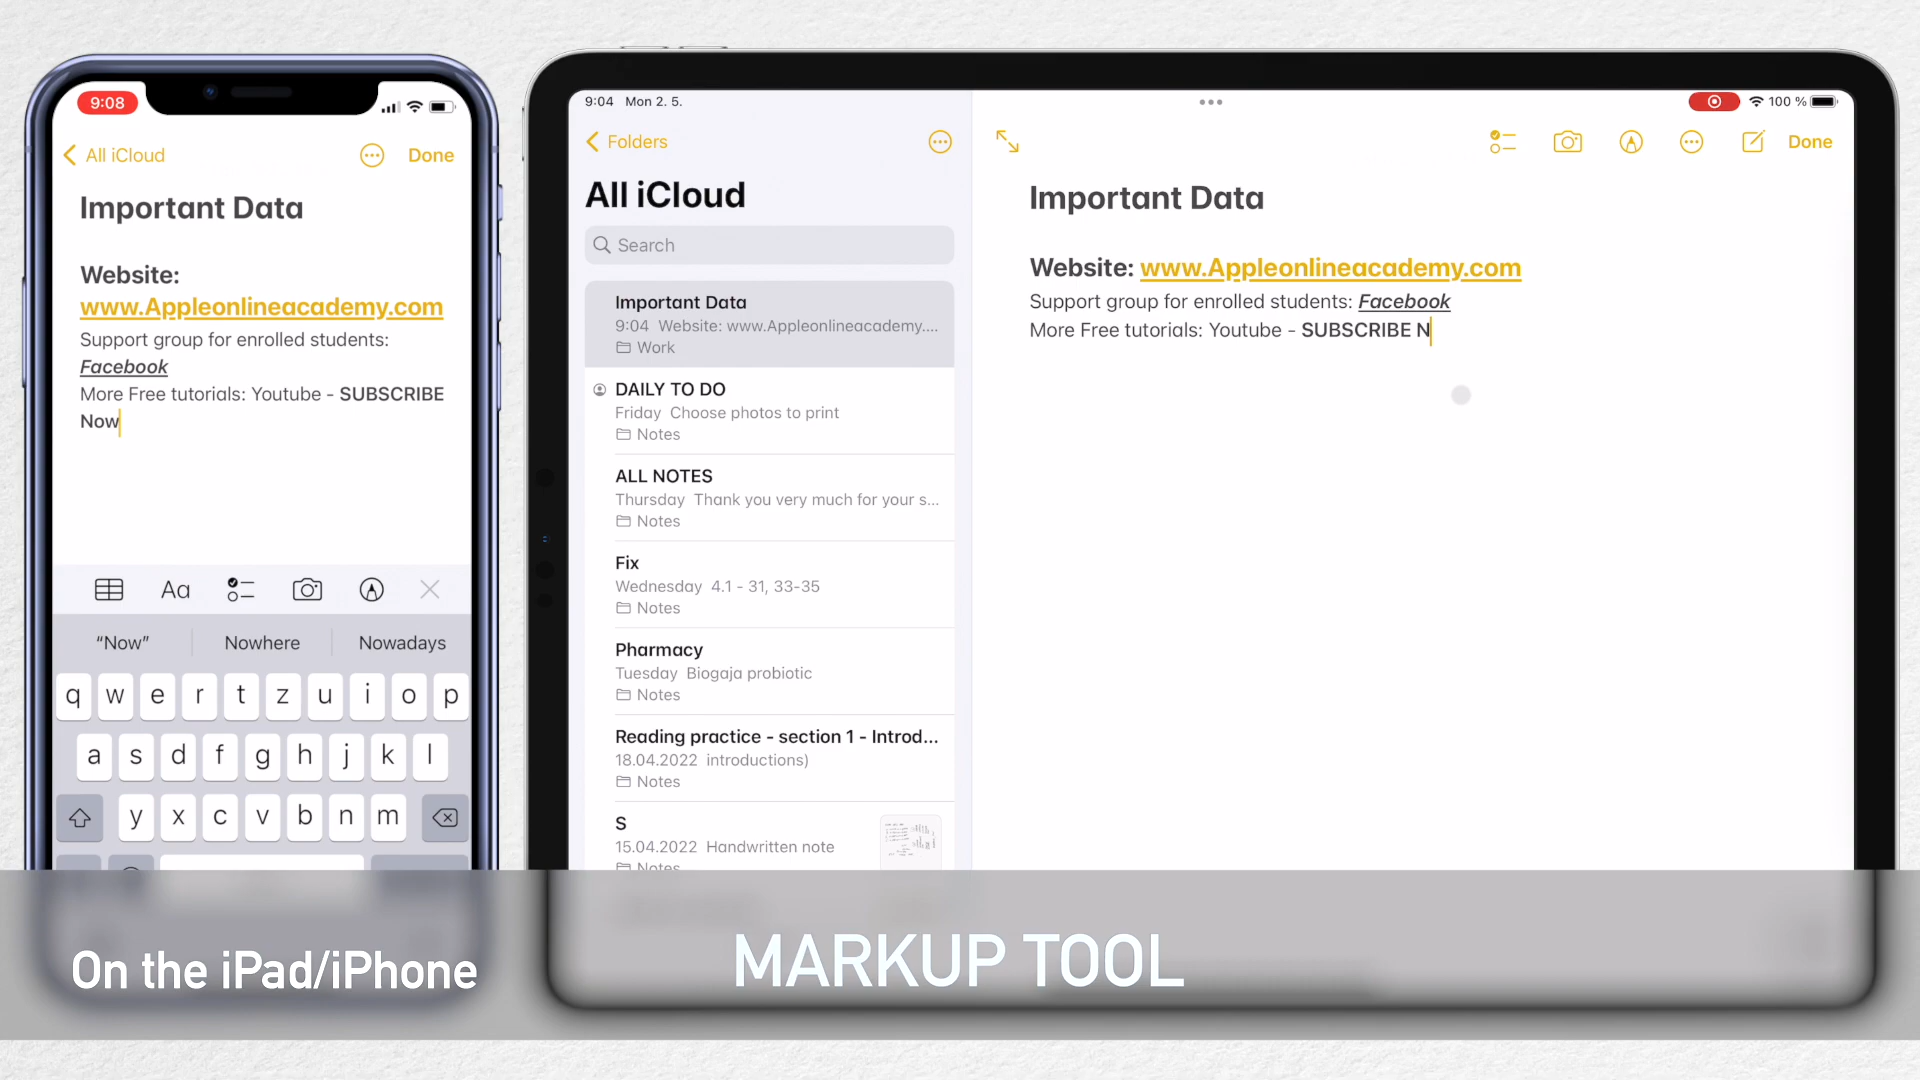 9:08
All iCloud
Done
Important Data
Website:
www.Appleonlineacademy.com
Support group for enrolled students:
Facebook
More Free tutorials: Youtube - SUBSCRIBE
Now
Aa
“Now” Nowhere Nowadays
q w e r t z u i o p
a s d f g h j k l
y x c v b n m
9:04 Mon 2. 5.
100 %
Folders
All iCloud
Search
Important Data
9:04 Website: www.Appleonlineacademy....
Work
DAILY TO DO
Friday Choose photos to print
Notes
ALL NOTES
Thursday Thank you very much for your s...
Notes
Fix
Wednesday 4.1 - 31, 33-35
Notes
Pharmacy
Tuesday Biogaja probiotic
Notes
Reading practice - section 1 - Introd...
18.04.2022 introductions)
Notes
S
15.04.2022 Handwritten note
Notes
Done
Important Data
Website: www.Appleonlineacademy.com
Support group for enrolled students: Facebook
More Free tutorials: Youtube - SUBSCRIBE N
On the iPad/iPhone
MARKUP TOOL